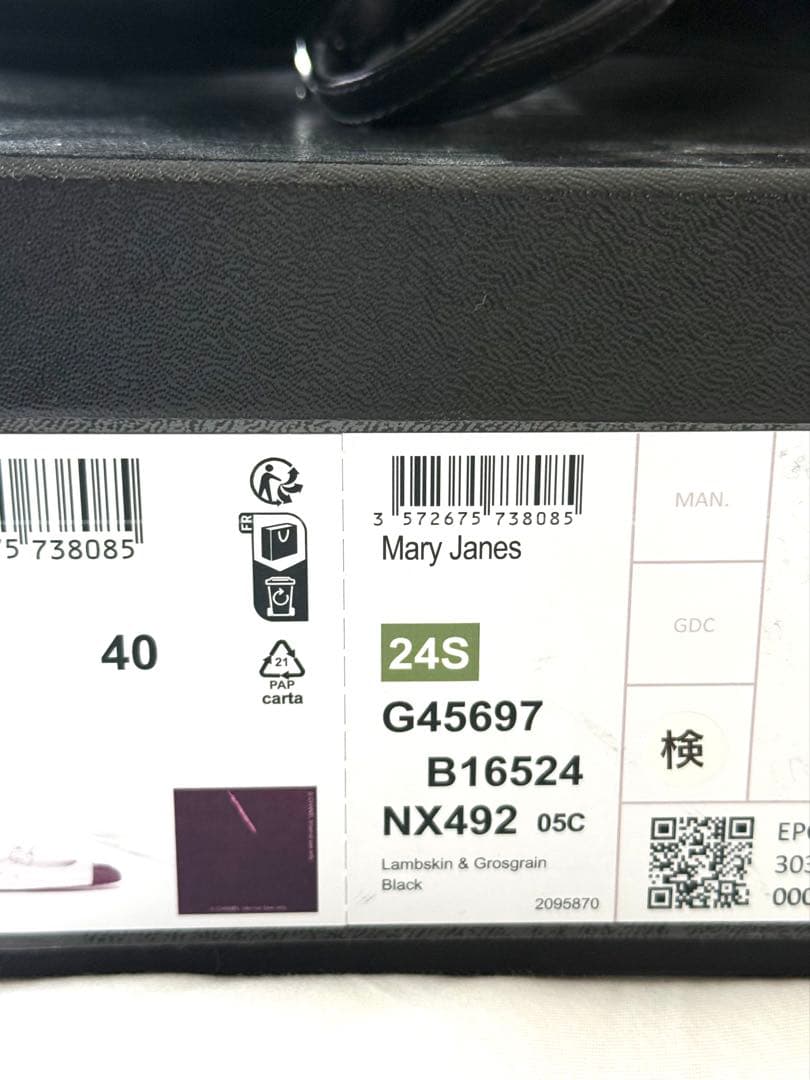 5 738085
40
FR
21
PAP
carta
3 572675 738085
Mary Janes
24S
G45697
B16524
NX492 05C
Lambskin & Grosgrain
Black
2095870
MAN.
GDC
検
EP
303
000